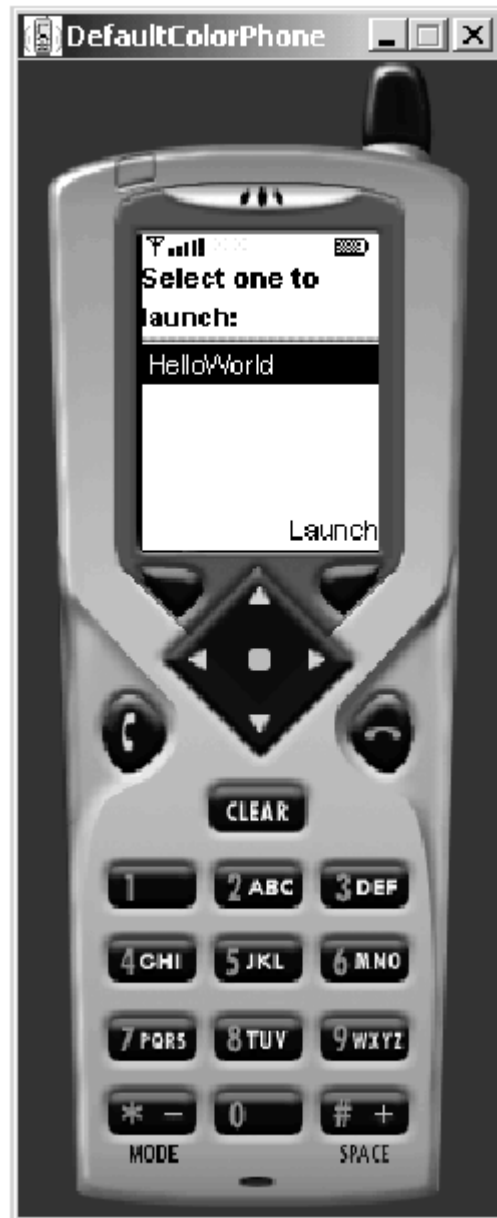 DefaultColorPhone
Select one to
launch:
HelloWorld
Launch
CLEAR
1
2 ABC
3 DEF
4 GHI
5 JKL
6 MNO
7 PQRS
8 TUV
9 WXYZ
* -
0
# +
MODE
SPACE